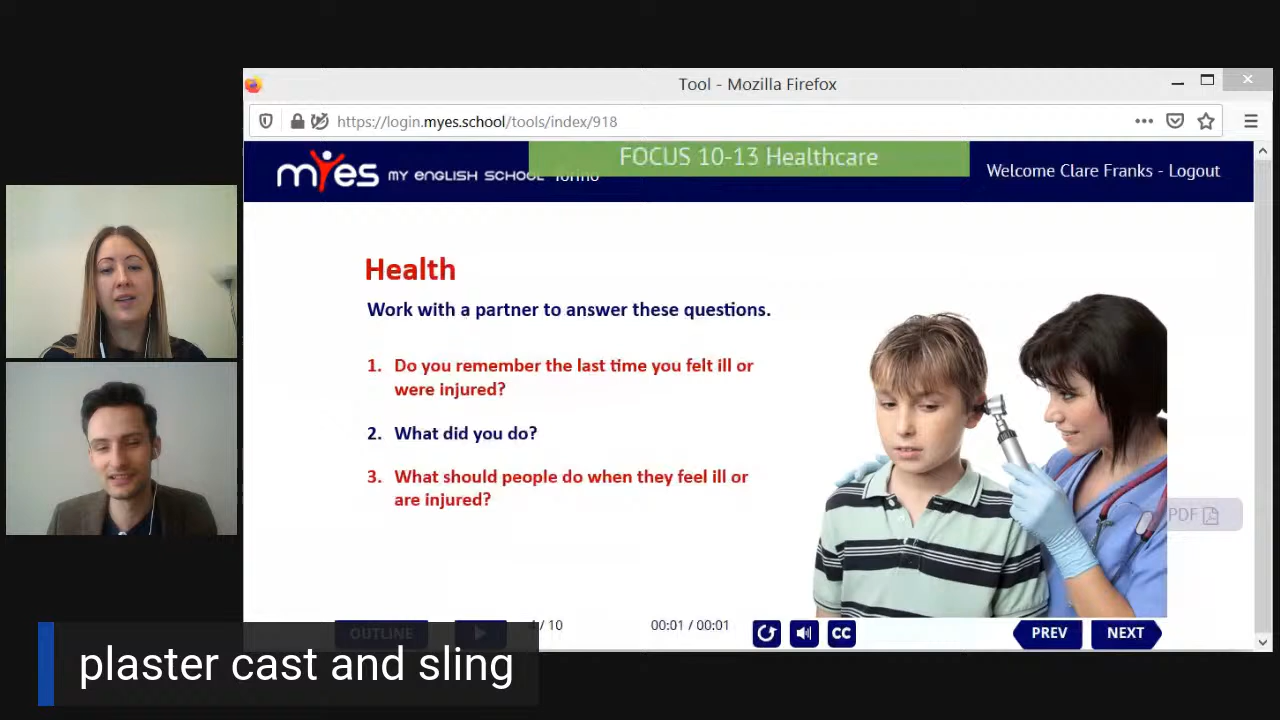 Tool - Mozilla Firefox
https://login.myes.school/tools/index/918
FOCUS 10-13 Healthcare
myes MY ENGLISH SCHOOL Torino
Welcome Clare Franks - Logout
Health
Work with a partner to answer these questions.
1. Do you remember the last time you felt ill or
were injured?
2. What did you do?
3. What should people do when they feel ill or
are injured?
PDF
OUTLINE
/ 10
00:01 / 00:01
CC
PREV
NEXT
plaster cast and sling